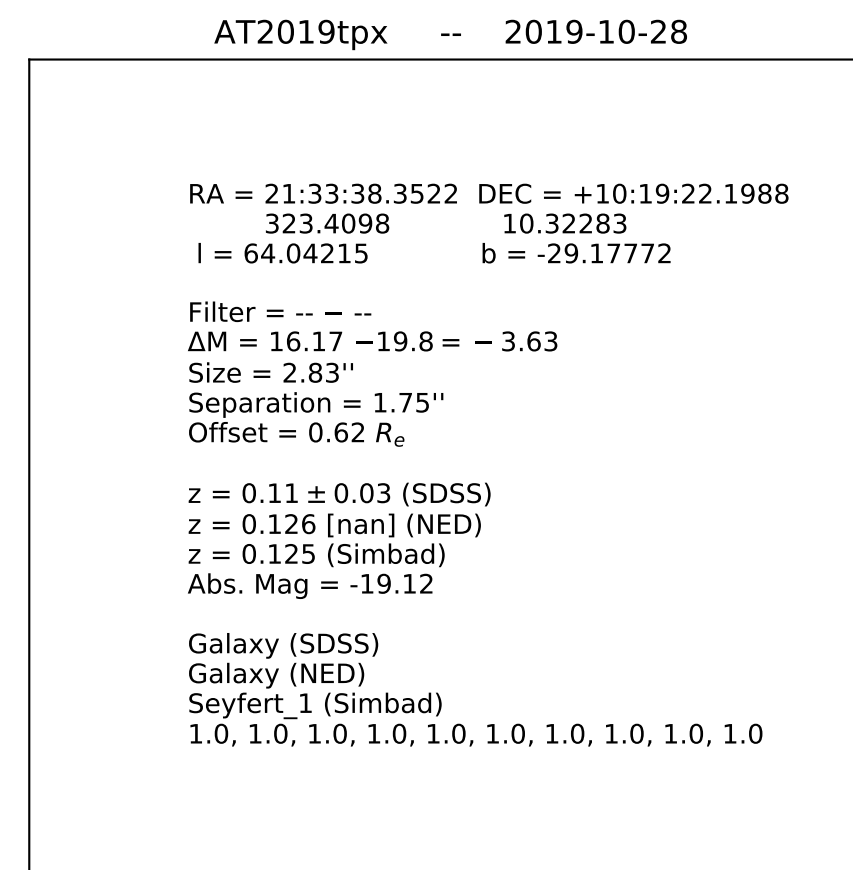 AT2019tpx -- 2019-10-28
RA = 21:33:38.3522 DEC = +10:19:22.1988
323.4098 10.32283
l = 64.04215 b = -29.17772
Filter = -- − --
ΔM = 16.17 −19.8 = − 3.63
Size = 2.83''
Separation = 1.75''
Offset = 0.62 Rₑ
z = 0.11 ± 0.03 (SDSS)
z = 0.126 [nan] (NED)
z = 0.125 (Simbad)
Abs. Mag = -19.12
Galaxy (SDSS)
Galaxy (NED)
Seyfert_1 (Simbad)
1.0, 1.0, 1.0, 1.0, 1.0, 1.0, 1.0, 1.0, 1.0, 1.0